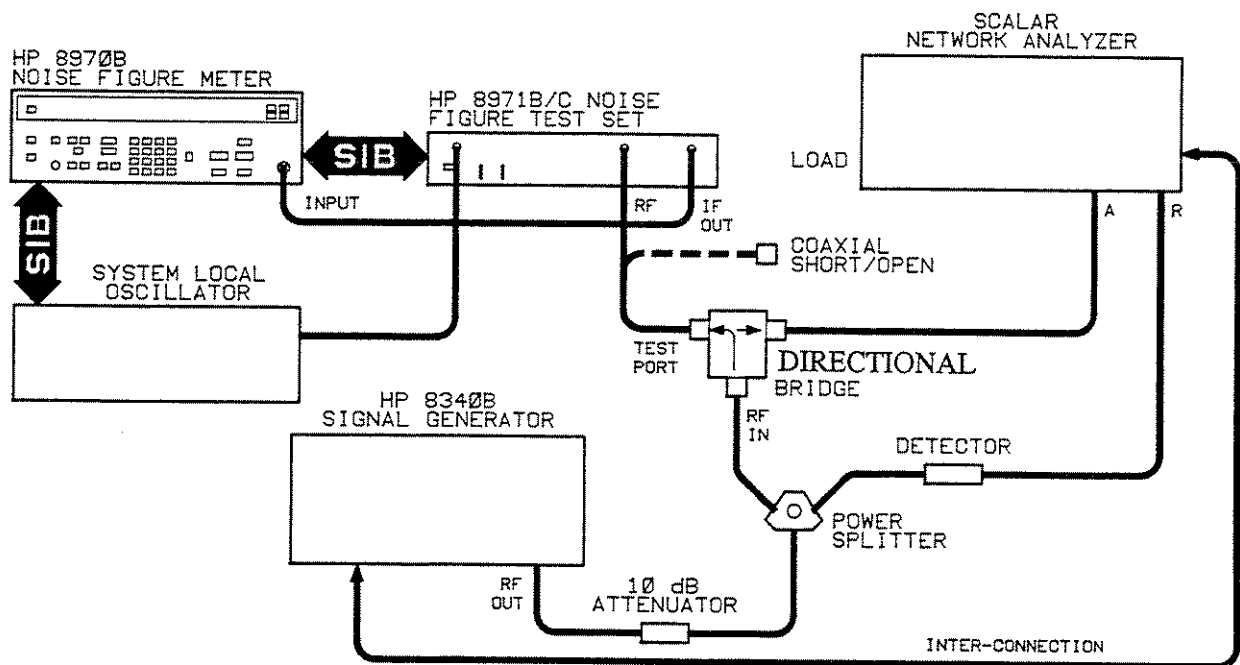 SCALAR
NETWORK ANALYZER
HP 8970B
NOISE FIGURE METER
HP 8971B/C NOISE
FIGURE TEST SET
SIB
LOAD
INPUT
RF
IF
OUT
A
R
SIB
COAXIAL
SHORT/OPEN
SYSTEM LOCAL
OSCILLATOR
TEST
PORT
DIRECTIONAL
BRIDGE
HP 8340B
SIGNAL GENERATOR
RF
IN
DETECTOR
POWER
SPLITTER
RF
OUT
10 dB
ATTENUATOR
INTER-CONNECTION